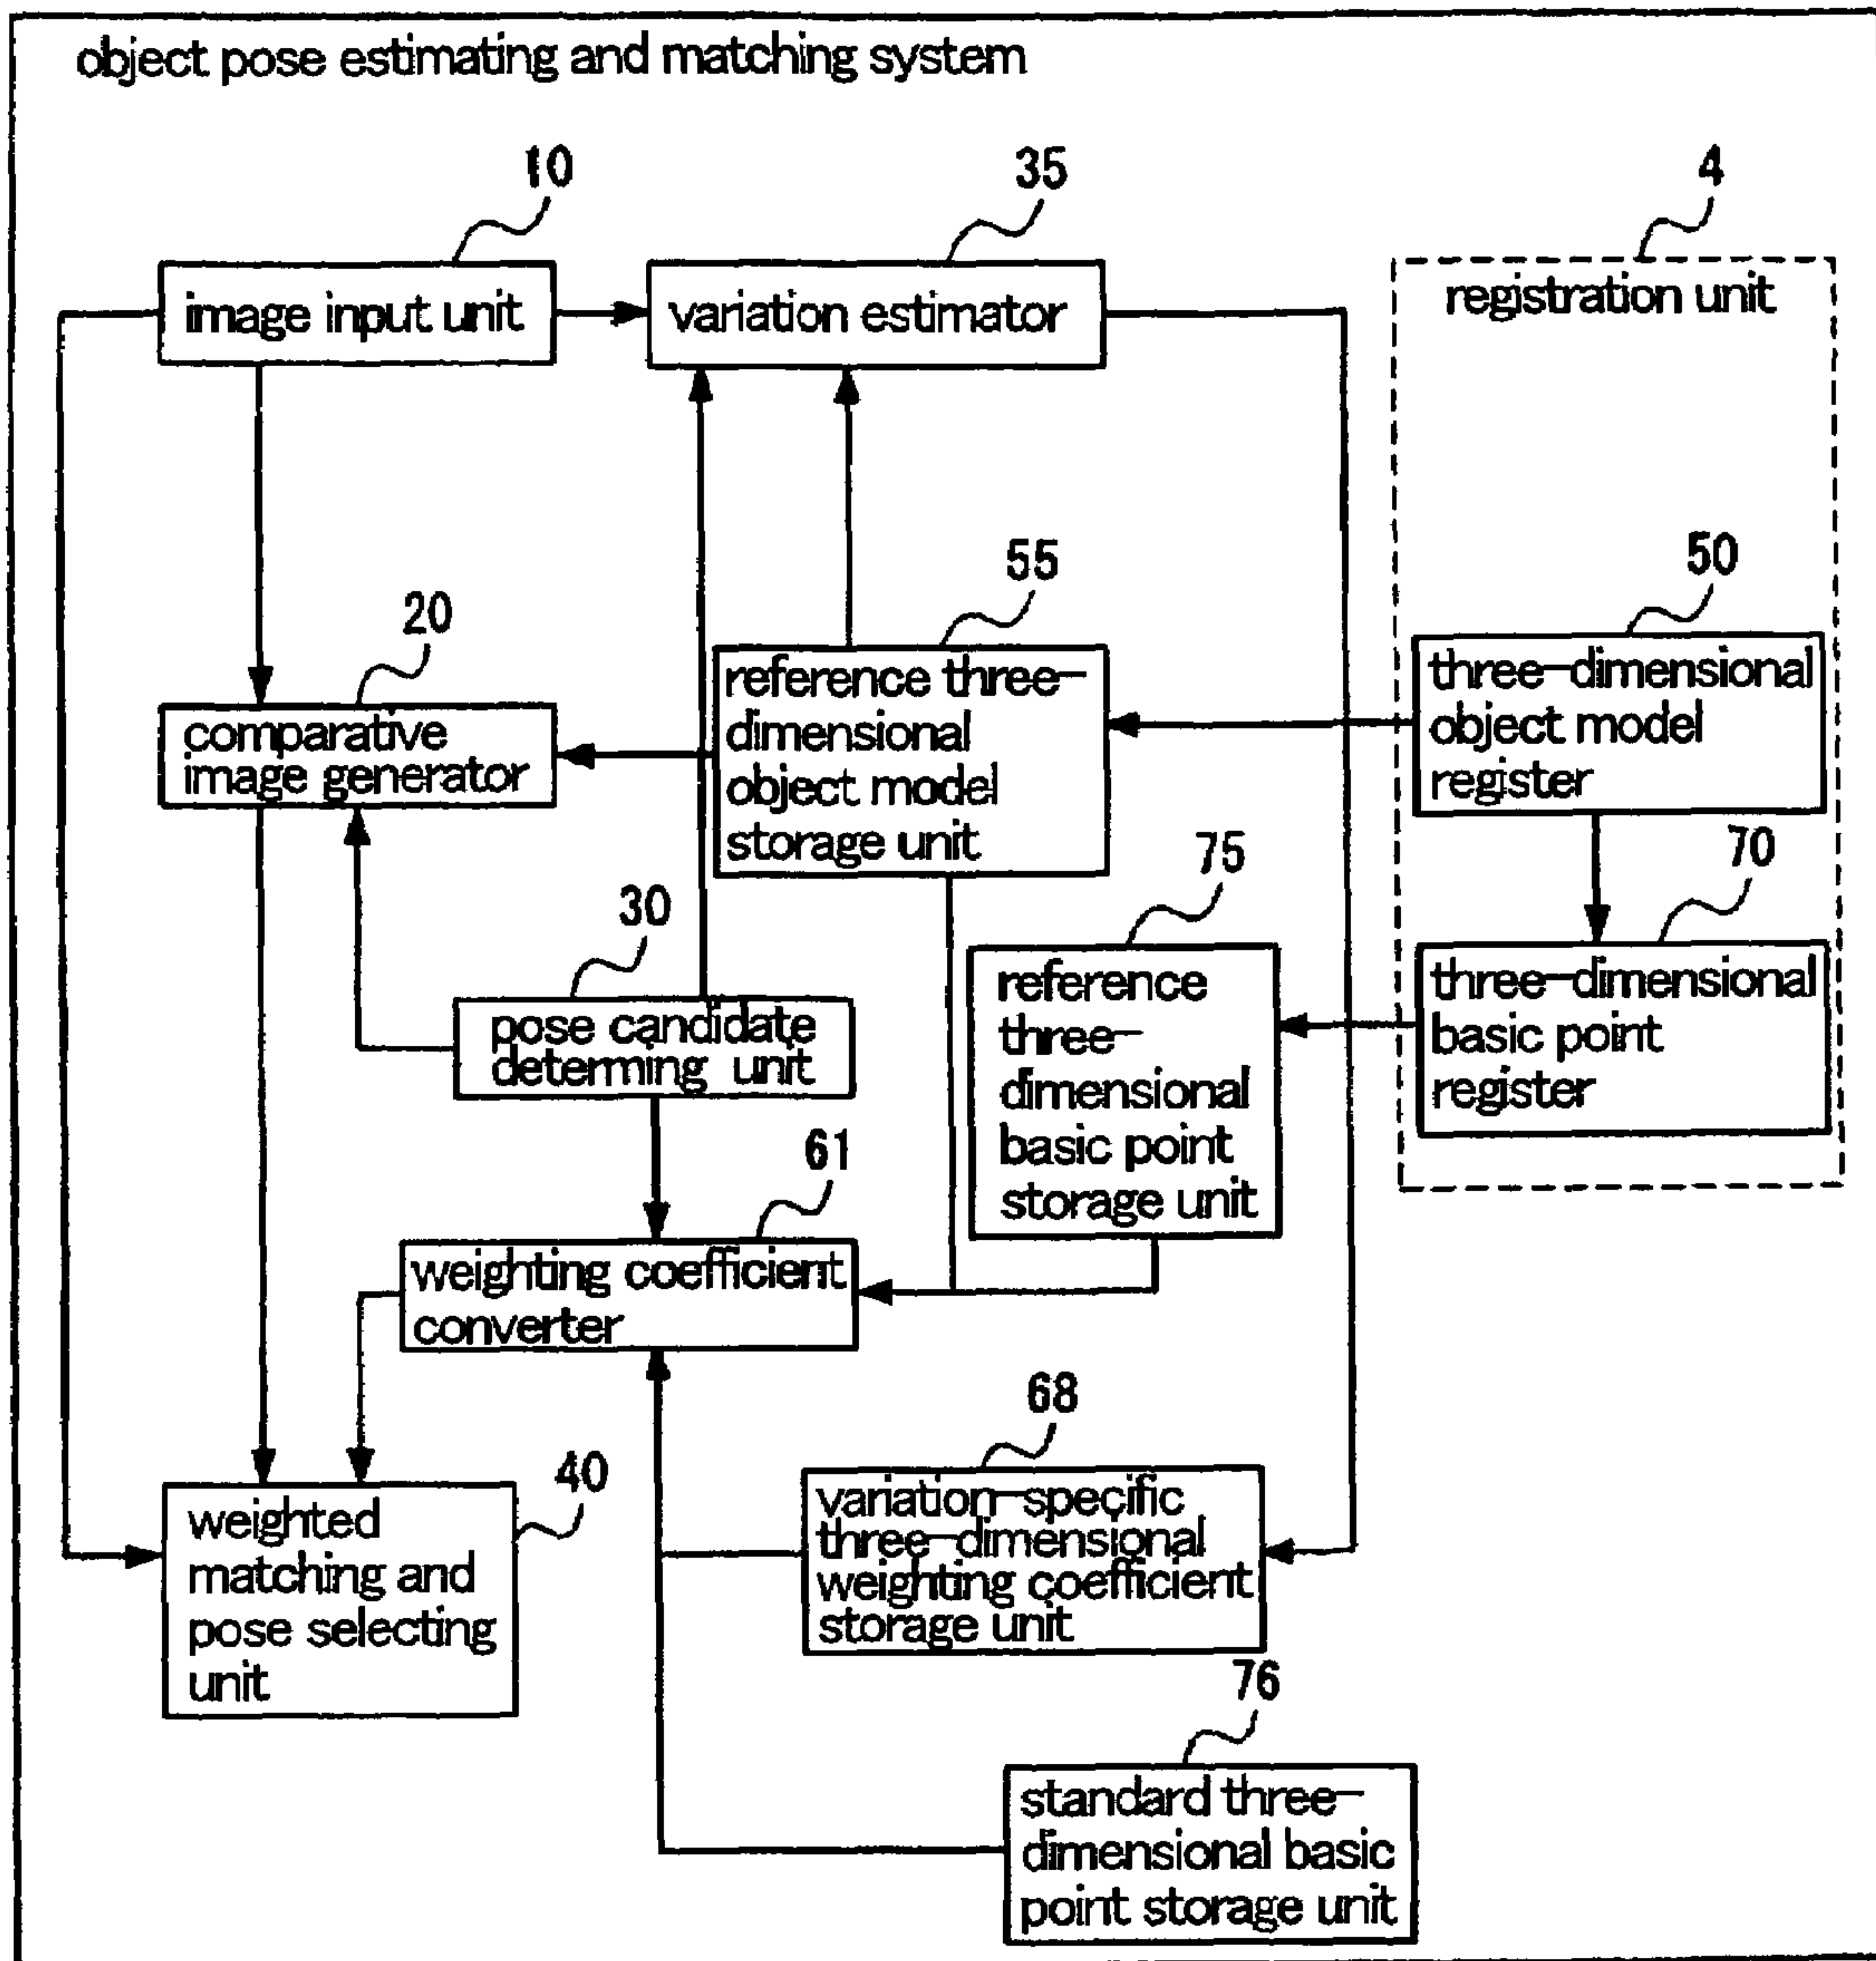 object pose estimating and matching system
10
35
4
image input unit
variation estimator
registration unit
55
50
20
reference three-
dimensional
object model
storage unit
three-dimensional
object model
register
comparative
image generator
75
70
30
reference
three-
dimensional
basic point
storage unit
three-dimensional
basic point
register
pose candidate
determing unit
61
weighting coefficient
converter
68
40
variation-specific
three-dimensional
weighting coefficient
storage unit
weighted
matching and
pose selecting
unit
76
standard three-
dimensional basic
point storage unit